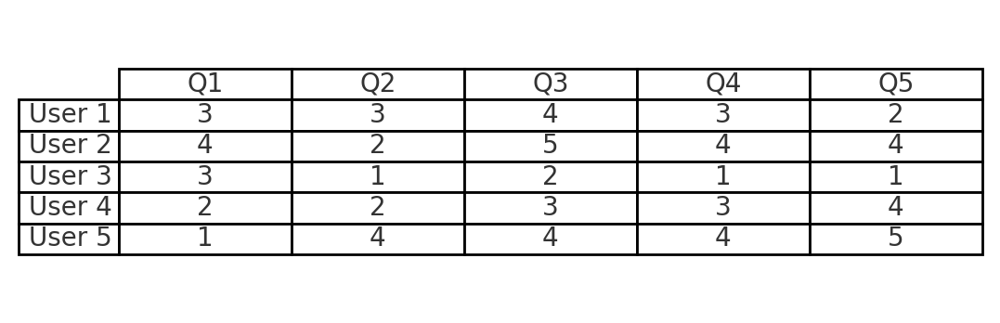 Q1 Q2 Q3 Q4 Q5
User 1 3 3 4 3 2
User 2 4 2 5 4 4
User 3 3 1 2 1 1
User 4 2 2 3 3 4
User 5 1 4 4 4 5